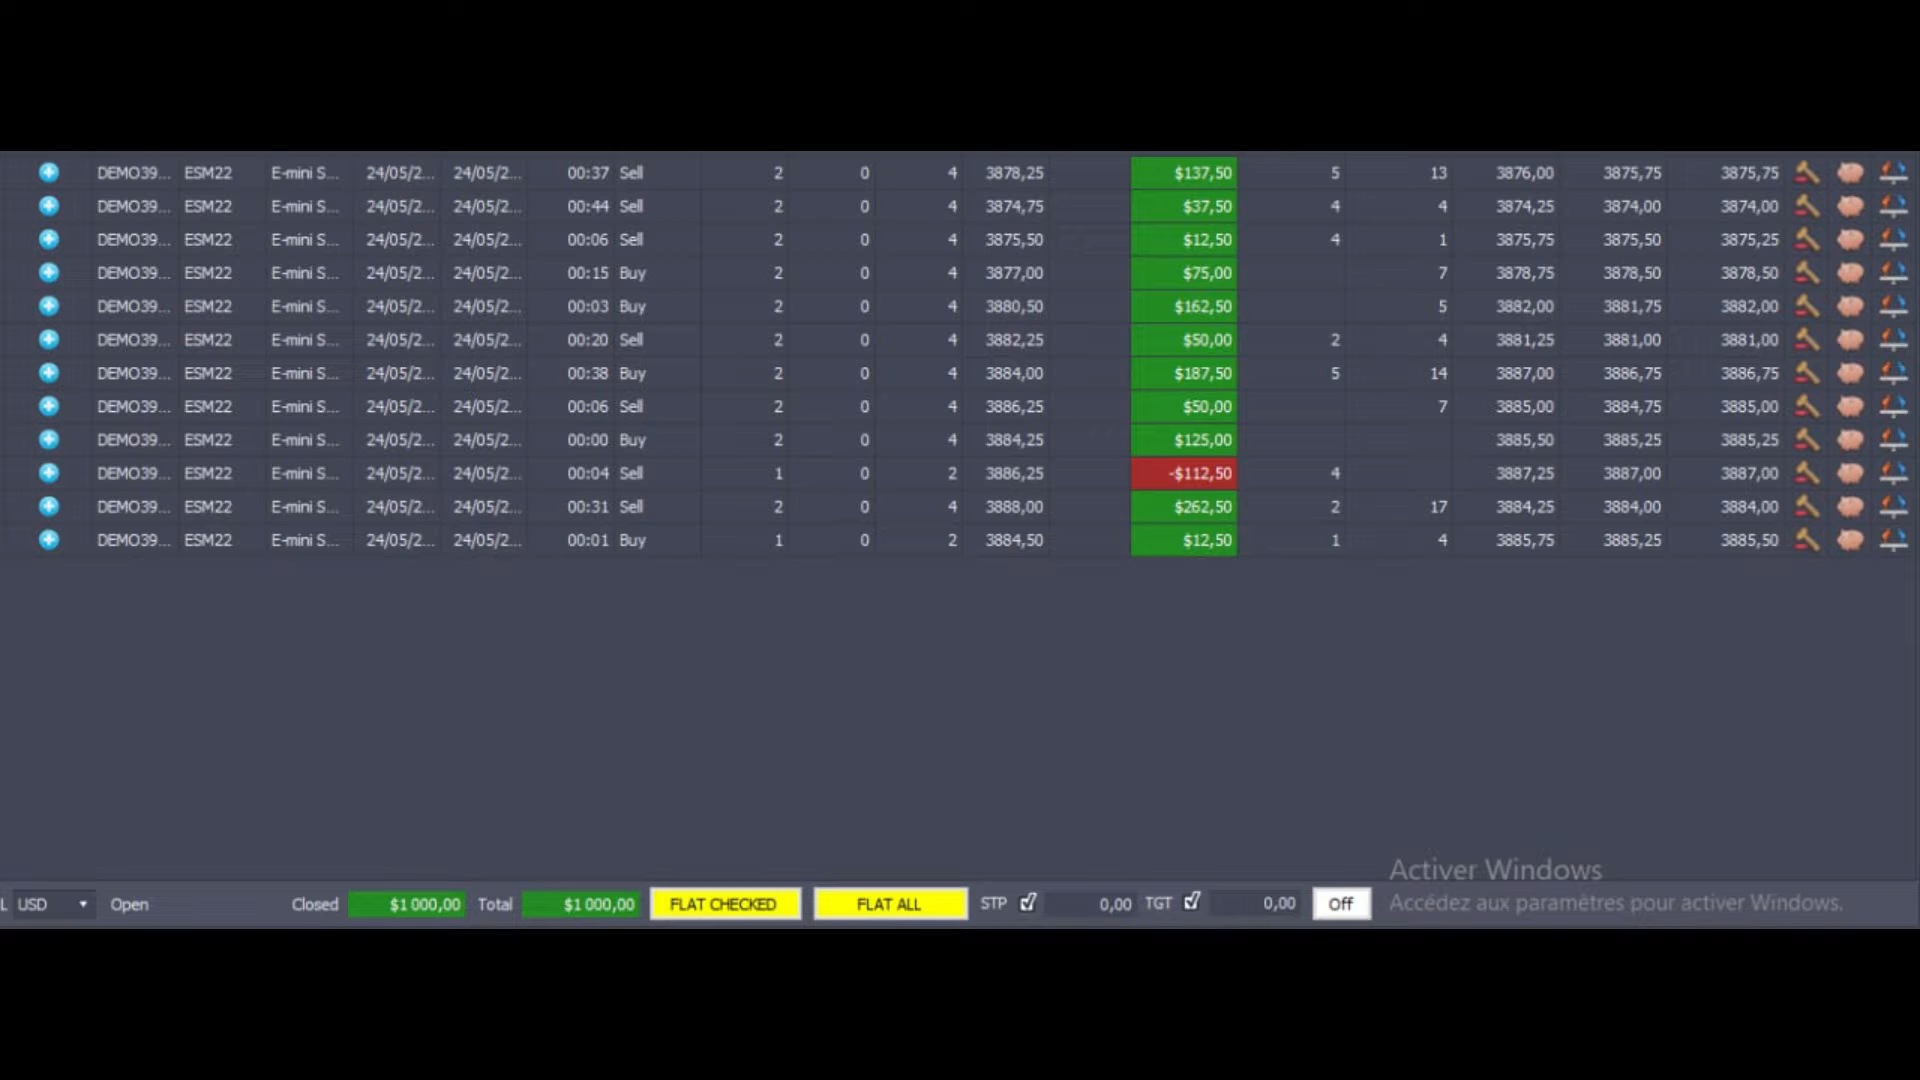 DEMO39... ESM22 E-mini S... 24/05/2... 24/05/2... 00:37 Sell 2 0 4 3878,25 $137,50 5 13 3876,00 3875,75 3875,75
DEMO39... ESM22 E-mini S... 24/05/2... 24/05/2... 00:44 Sell 2 0 4 3874,75 $37,50 4 4 3874,25 3874,00 3874,00
DEMO39... ESM22 E-mini S... 24/05/2... 24/05/2... 00:06 Sell 2 0 4 3875,50 $12,50 4 1 3875,75 3875,50 3875,25
DEMO39... ESM22 E-mini S... 24/05/2... 24/05/2... 00:15 Buy 2 0 4 3877,00 $75,00 7 3878,75 3878,50 3878,50
DEMO39... ESM22 E-mini S... 24/05/2... 24/05/2... 00:03 Buy 2 0 4 3880,50 $162,50 5 3882,00 3881,75 3882,00
DEMO39... ESM22 E-mini S... 24/05/2... 24/05/2... 00:20 Sell 2 0 4 3882,25 $50,00 2 4 3881,25 3881,00 3881,00
DEMO39... ESM22 E-mini S... 24/05/2... 24/05/2... 00:38 Buy 2 0 4 3884,00 $187,50 5 14 3887,00 3886,75 3886,75
DEMO39... ESM22 E-mini S... 24/05/2... 24/05/2... 00:06 Sell 2 0 4 3886,25 $50,00 7 3885,00 3884,75 3885,00
DEMO39... ESM22 E-mini S... 24/05/2... 24/05/2... 00:00 Buy 2 0 4 3884,25 $125,00 3885,50 3885,25 3885,25
DEMO39... ESM22 E-mini S... 24/05/2... 24/05/2... 00:04 Sell 1 0 2 3886,25 -$112,50 4 3887,25 3887,00 3887,00
DEMO39... ESM22 E-mini S... 24/05/2... 24/05/2... 00:31 Sell 2 0 4 3888,00 $262,50 2 17 3884,25 3884,00 3884,00
DEMO39... ESM22 E-mini S... 24/05/2... 24/05/2... 00:01 Buy 1 0 2 3884,50 $12,50 1 4 3885,75 3885,25 3885,50
Activer Windows
L USD Open Closed $1 000,00 Total $1 000,00 FLAT CHECKED FLAT ALL STP 0,00 TGT 0,00 Off Accédez aux paramètres pour activer Windows.